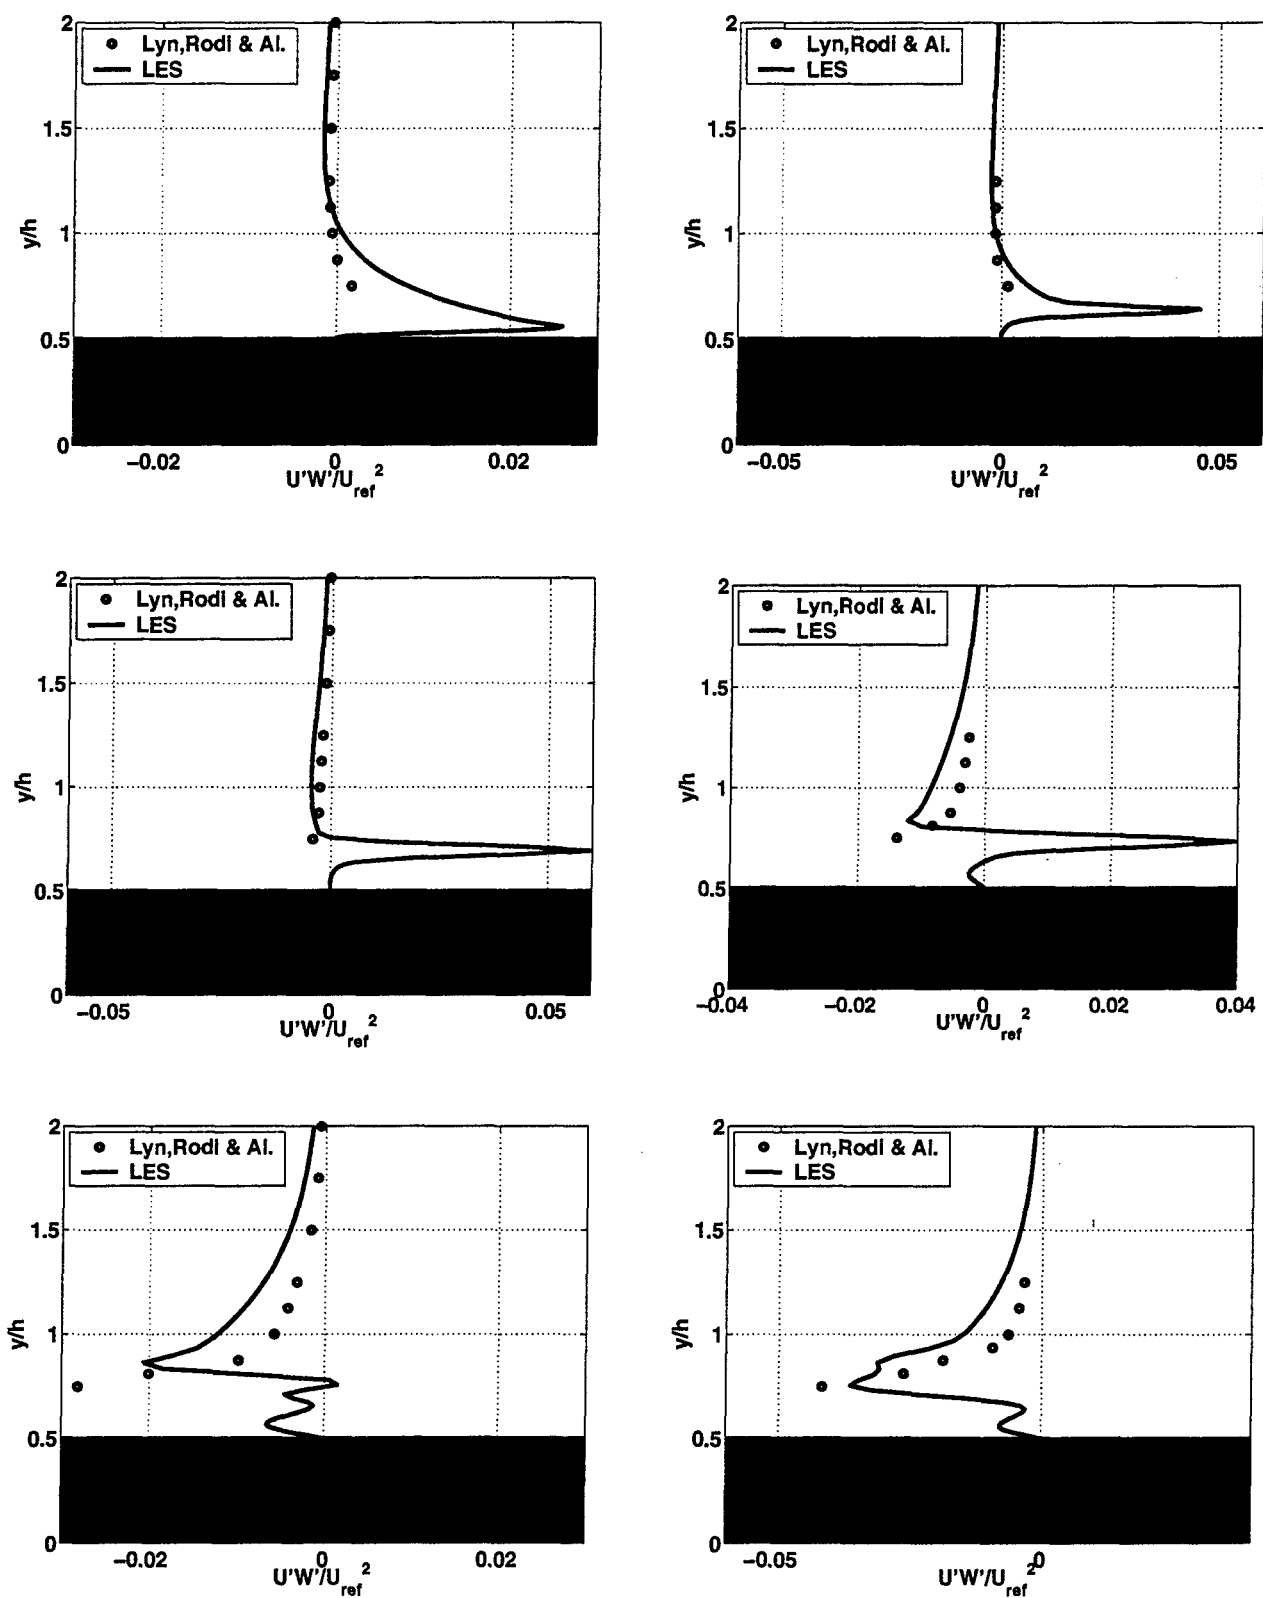 2
Lyn,Rodi & Al.
LES
1.5
1
0.5
0
y/h
−0.02 0 0.02
U'W'/U_ref^2
2
Lyn,Rodi & Al.
LES
1.5
1
0.5
0
y/h
−0.05 0 0.05
U'W'/U_ref^2
2
Lyn,Rodi & Al.
LES
1.5
1
0.5
0
y/h
−0.05 0 0.05
U'W'/U_ref^2
2
Lyn,Rodi & Al.
LES
1.5
1
0.5
0
y/h
−0.04 −0.02 0 0.02 0.04
U'W'/U_ref^2
2
Lyn,Rodi & Al.
LES
1.5
1
0.5
0
y/h
−0.02 0 0.02
U'W'/U_ref^2
2
Lyn,Rodi & Al.
LES
1.5
1
0.5
0
y/h
−0.05 0
U'W'/U_ref^2